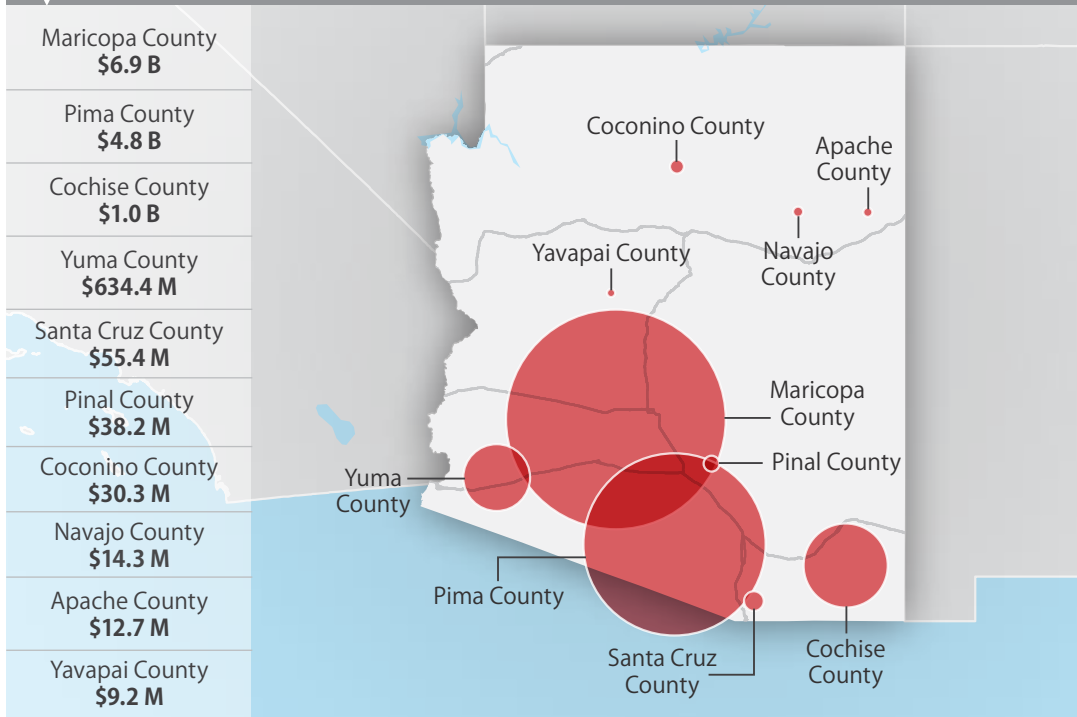 Maricopa County
$6.9 B
Pima County
$4.8 B
Cochise County
$1.0 B
Yuma County
$634.4 M
Santa Cruz County
$55.4 M
Pinal County
$38.2 M
Coconino County
$30.3 M
Navajo County
$14.3 M
Apache County
$12.7 M
Yavapai County
$9.2 M
Coconino County
Apache
County
Navajo
County
Yavapai County
Maricopa
County
Pinal County
Yuma
County
Pima County
Santa Cruz
County
Cochise
County